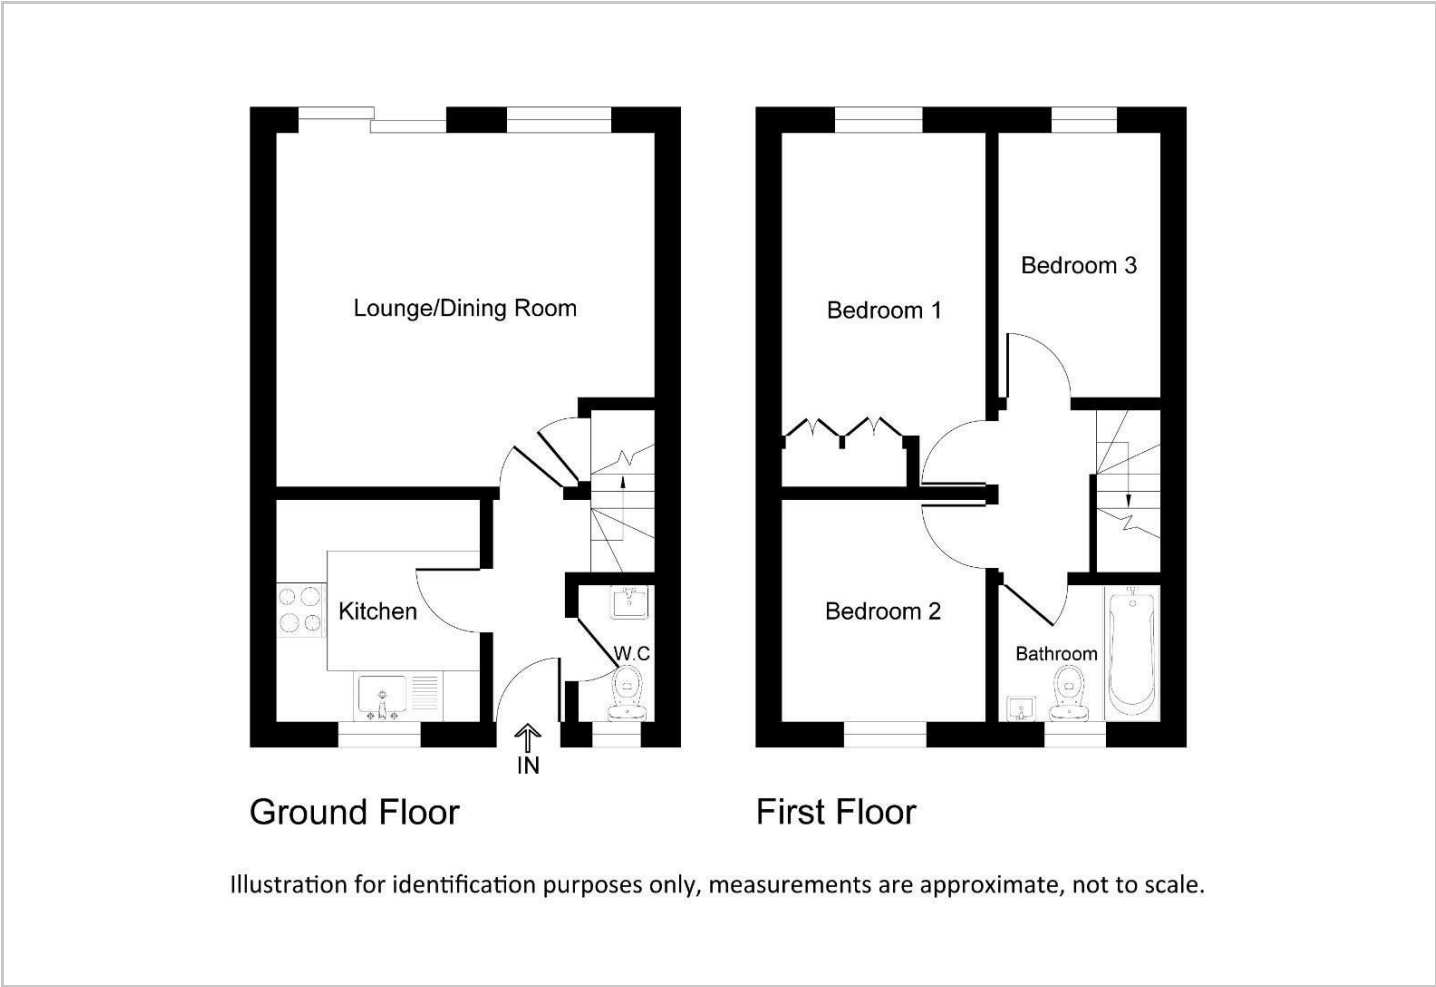 Lounge/Dining Room
Kitchen
W.C
IN
Ground Floor
Bedroom 1
Bedroom 3
Bedroom 2
Bathroom
First Floor
Illustration for identification purposes only, measurements are approximate, not to scale.